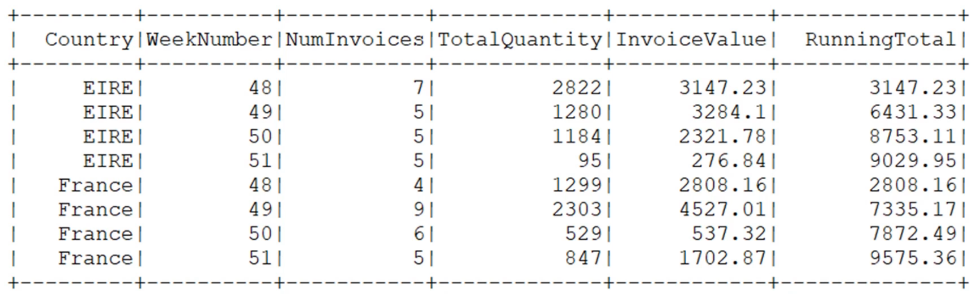 +---------+----------+-----------+-------------+------------+--------------+
|  Country|WeekNumber|NumInvoices|TotalQuantity|InvoiceValue|  RunningTotal|
+---------+----------+-----------+-------------+------------+--------------+
|     EIRE|        48|          7|         2822|     3147.23|       3147.23|
|     EIRE|        49|          5|         1280|      3284.1|       6431.33|
|     EIRE|        50|          5|         1184|     2321.78|       8753.11|
|     EIRE|        51|          5|           95|      276.84|       9029.95|
|   France|        48|          4|         1299|     2808.16|       2808.16|
|   France|        49|          9|         2303|     4527.01|       7335.17|
|   France|        50|          6|          529|      537.32|       7872.49|
|   France|        51|          5|          847|     1702.87|       9575.36|
+---------+----------+-----------+-------------+------------+--------------+